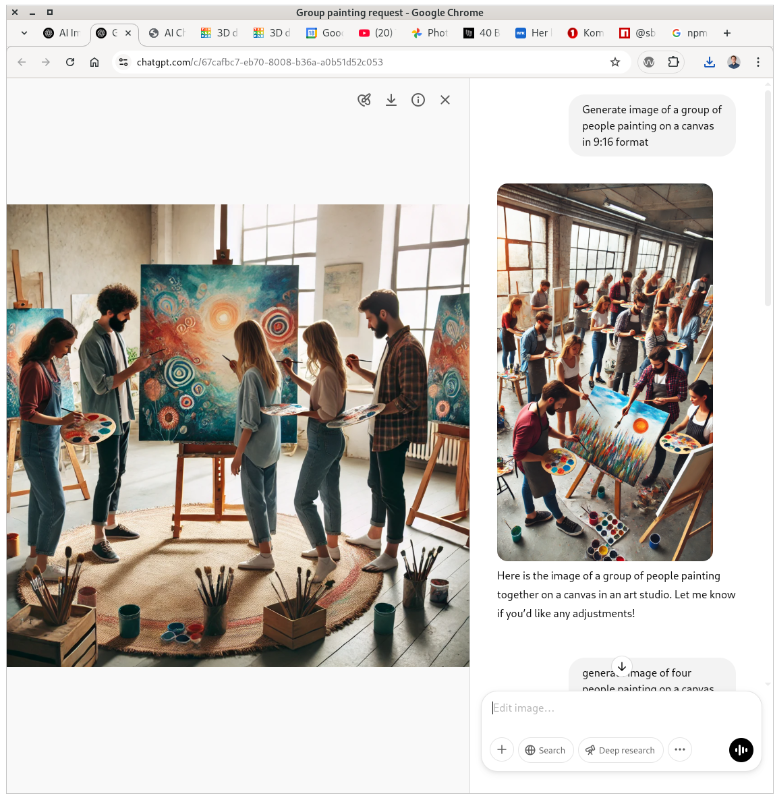 Group painting request - Google Chrome
AI In
G
AI Cl
3D d
3D d
Goo
(20)
Phot
40 B
Her l
Kom
@sb
npm
chatgpt.com/c/67cafbc7-eb70-8008-b36a-a0b51d52c053
Generate image of a group of
people painting on a canvas
in 9:16 format
Here is the image of a group of people painting
together on a canvas in an art studio. Let me know
if you'd like any adjustments!
image of four
people painting on a canvas
Edit image...
Search
Deep research